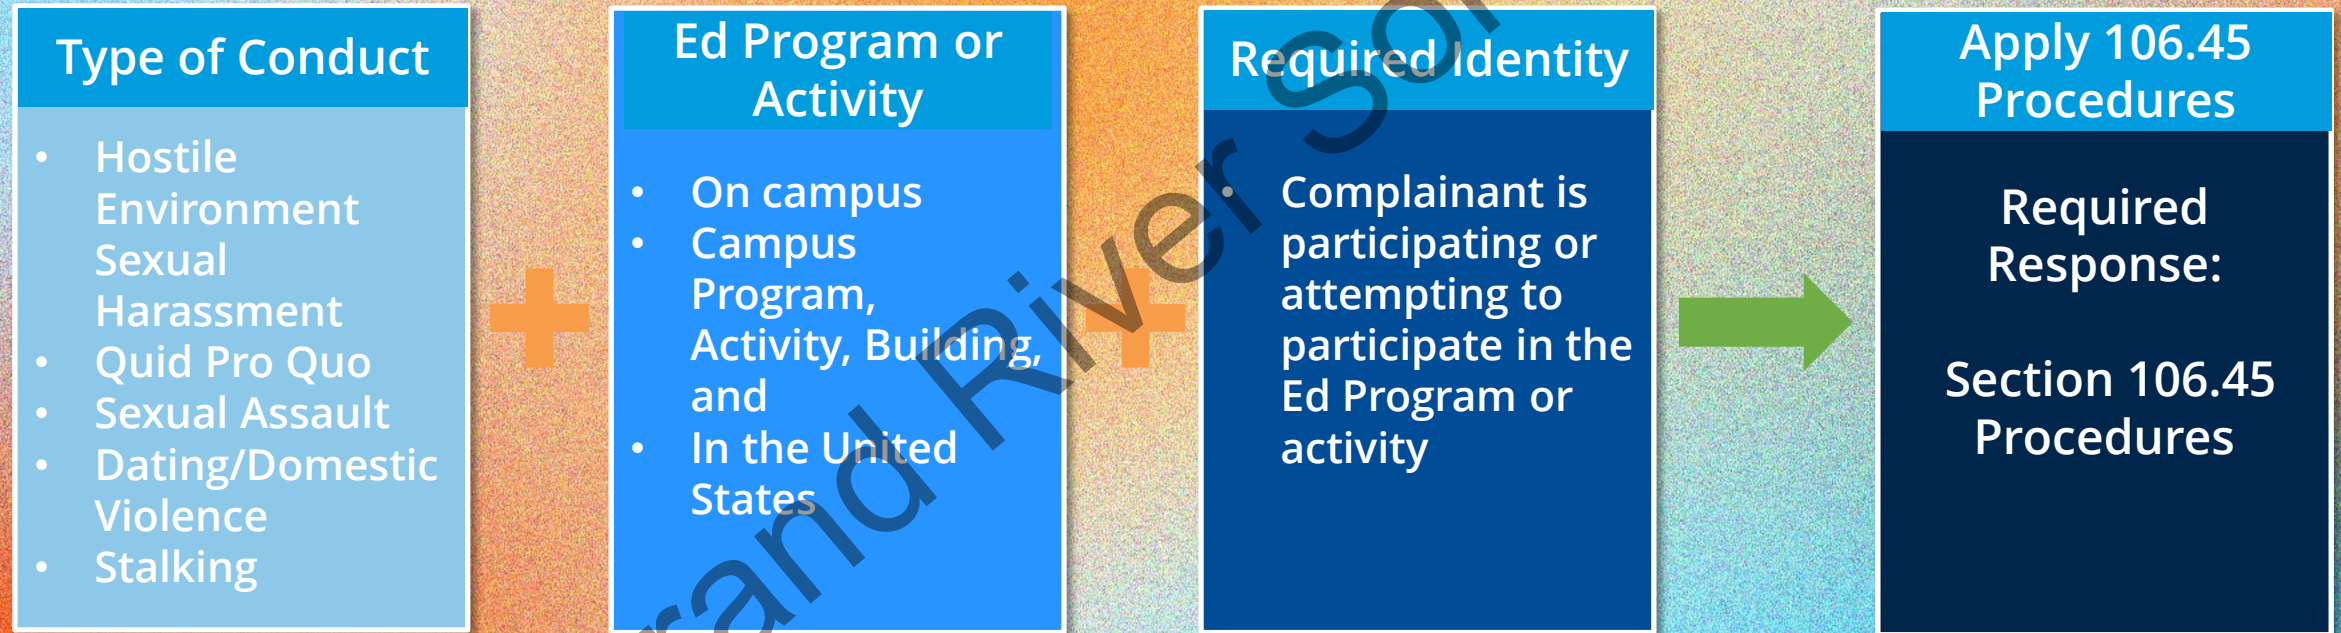 Type of Conduct
• Hostile
Environment
Sexual
Harassment
• Quid Pro Quo
• Sexual Assault
• Dating/Domestic
Violence
• Stalking
Ed Program or
Activity
• On campus
• Campus
Program,
Activity, Building,
and
• In the United
States
Required Identity
• Complainant is
participating or
attempting to
participate in the
Ed Program or
activity
Apply 106.45
Procedures
Required
Response:
Section 106.45
Procedures
River